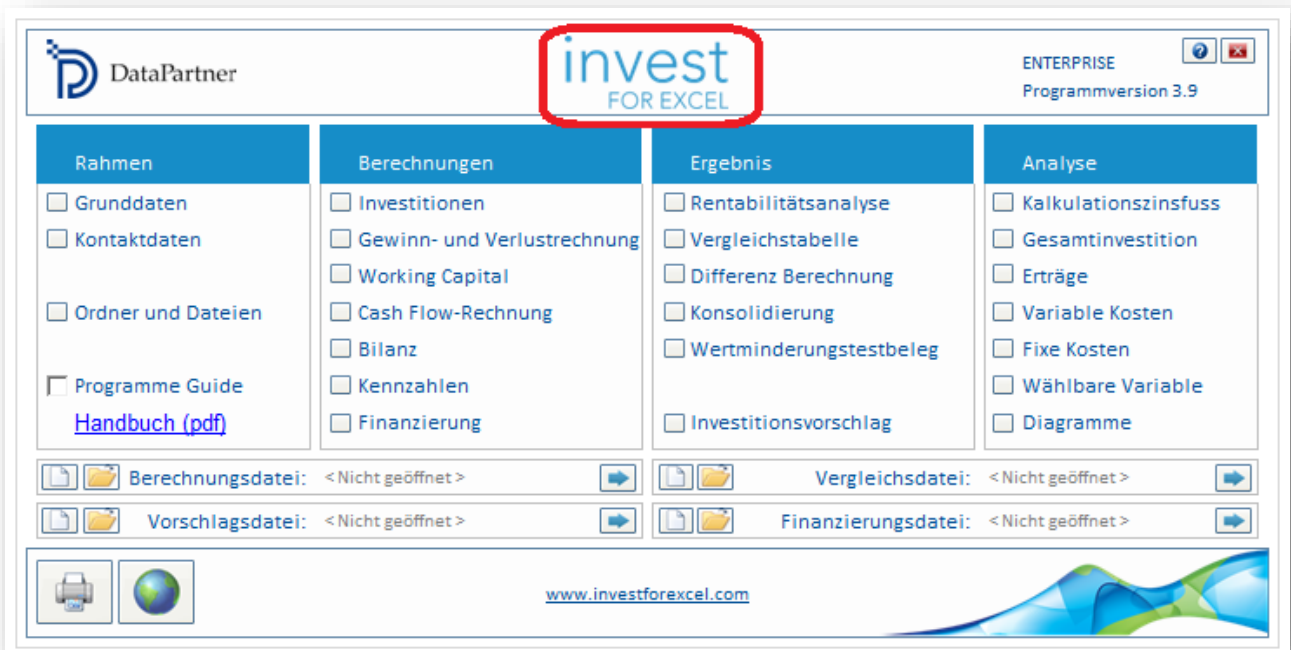 DataPartner
invest
FOR EXCEL
ENTERPRISE
Programmversion 3.9
Rahmen
Grunddaten
Kontaktdaten
Ordner und Dateien
Programme Guide
Handbuch (pdf)
Berechnungen
Investitionen
Gewinn- und Verlustrechnung
Working Capital
Cash Flow-Rechnung
Bilanz
Kennzahlen
Finanzierung
Ergebnis
Rentabilitätsanalyse
Vergleichstabelle
Differenz Berechnung
Konsolidierung
Wertminderungstestbeleg
Investitionsvorschlag
Analyse
Kalkulationszinsfuss
Gesamtinvestition
Erträge
Variable Kosten
Fixe Kosten
Wählbare Variable
Diagramme
Berechnungsdatei: <Nicht geöffnet>
Vergleichsdatei: <Nicht geöffnet>
Vorschlagsdatei: <Nicht geöffnet>
Finanzierungsdatei: <Nicht geöffnet>
www.investforexcel.com